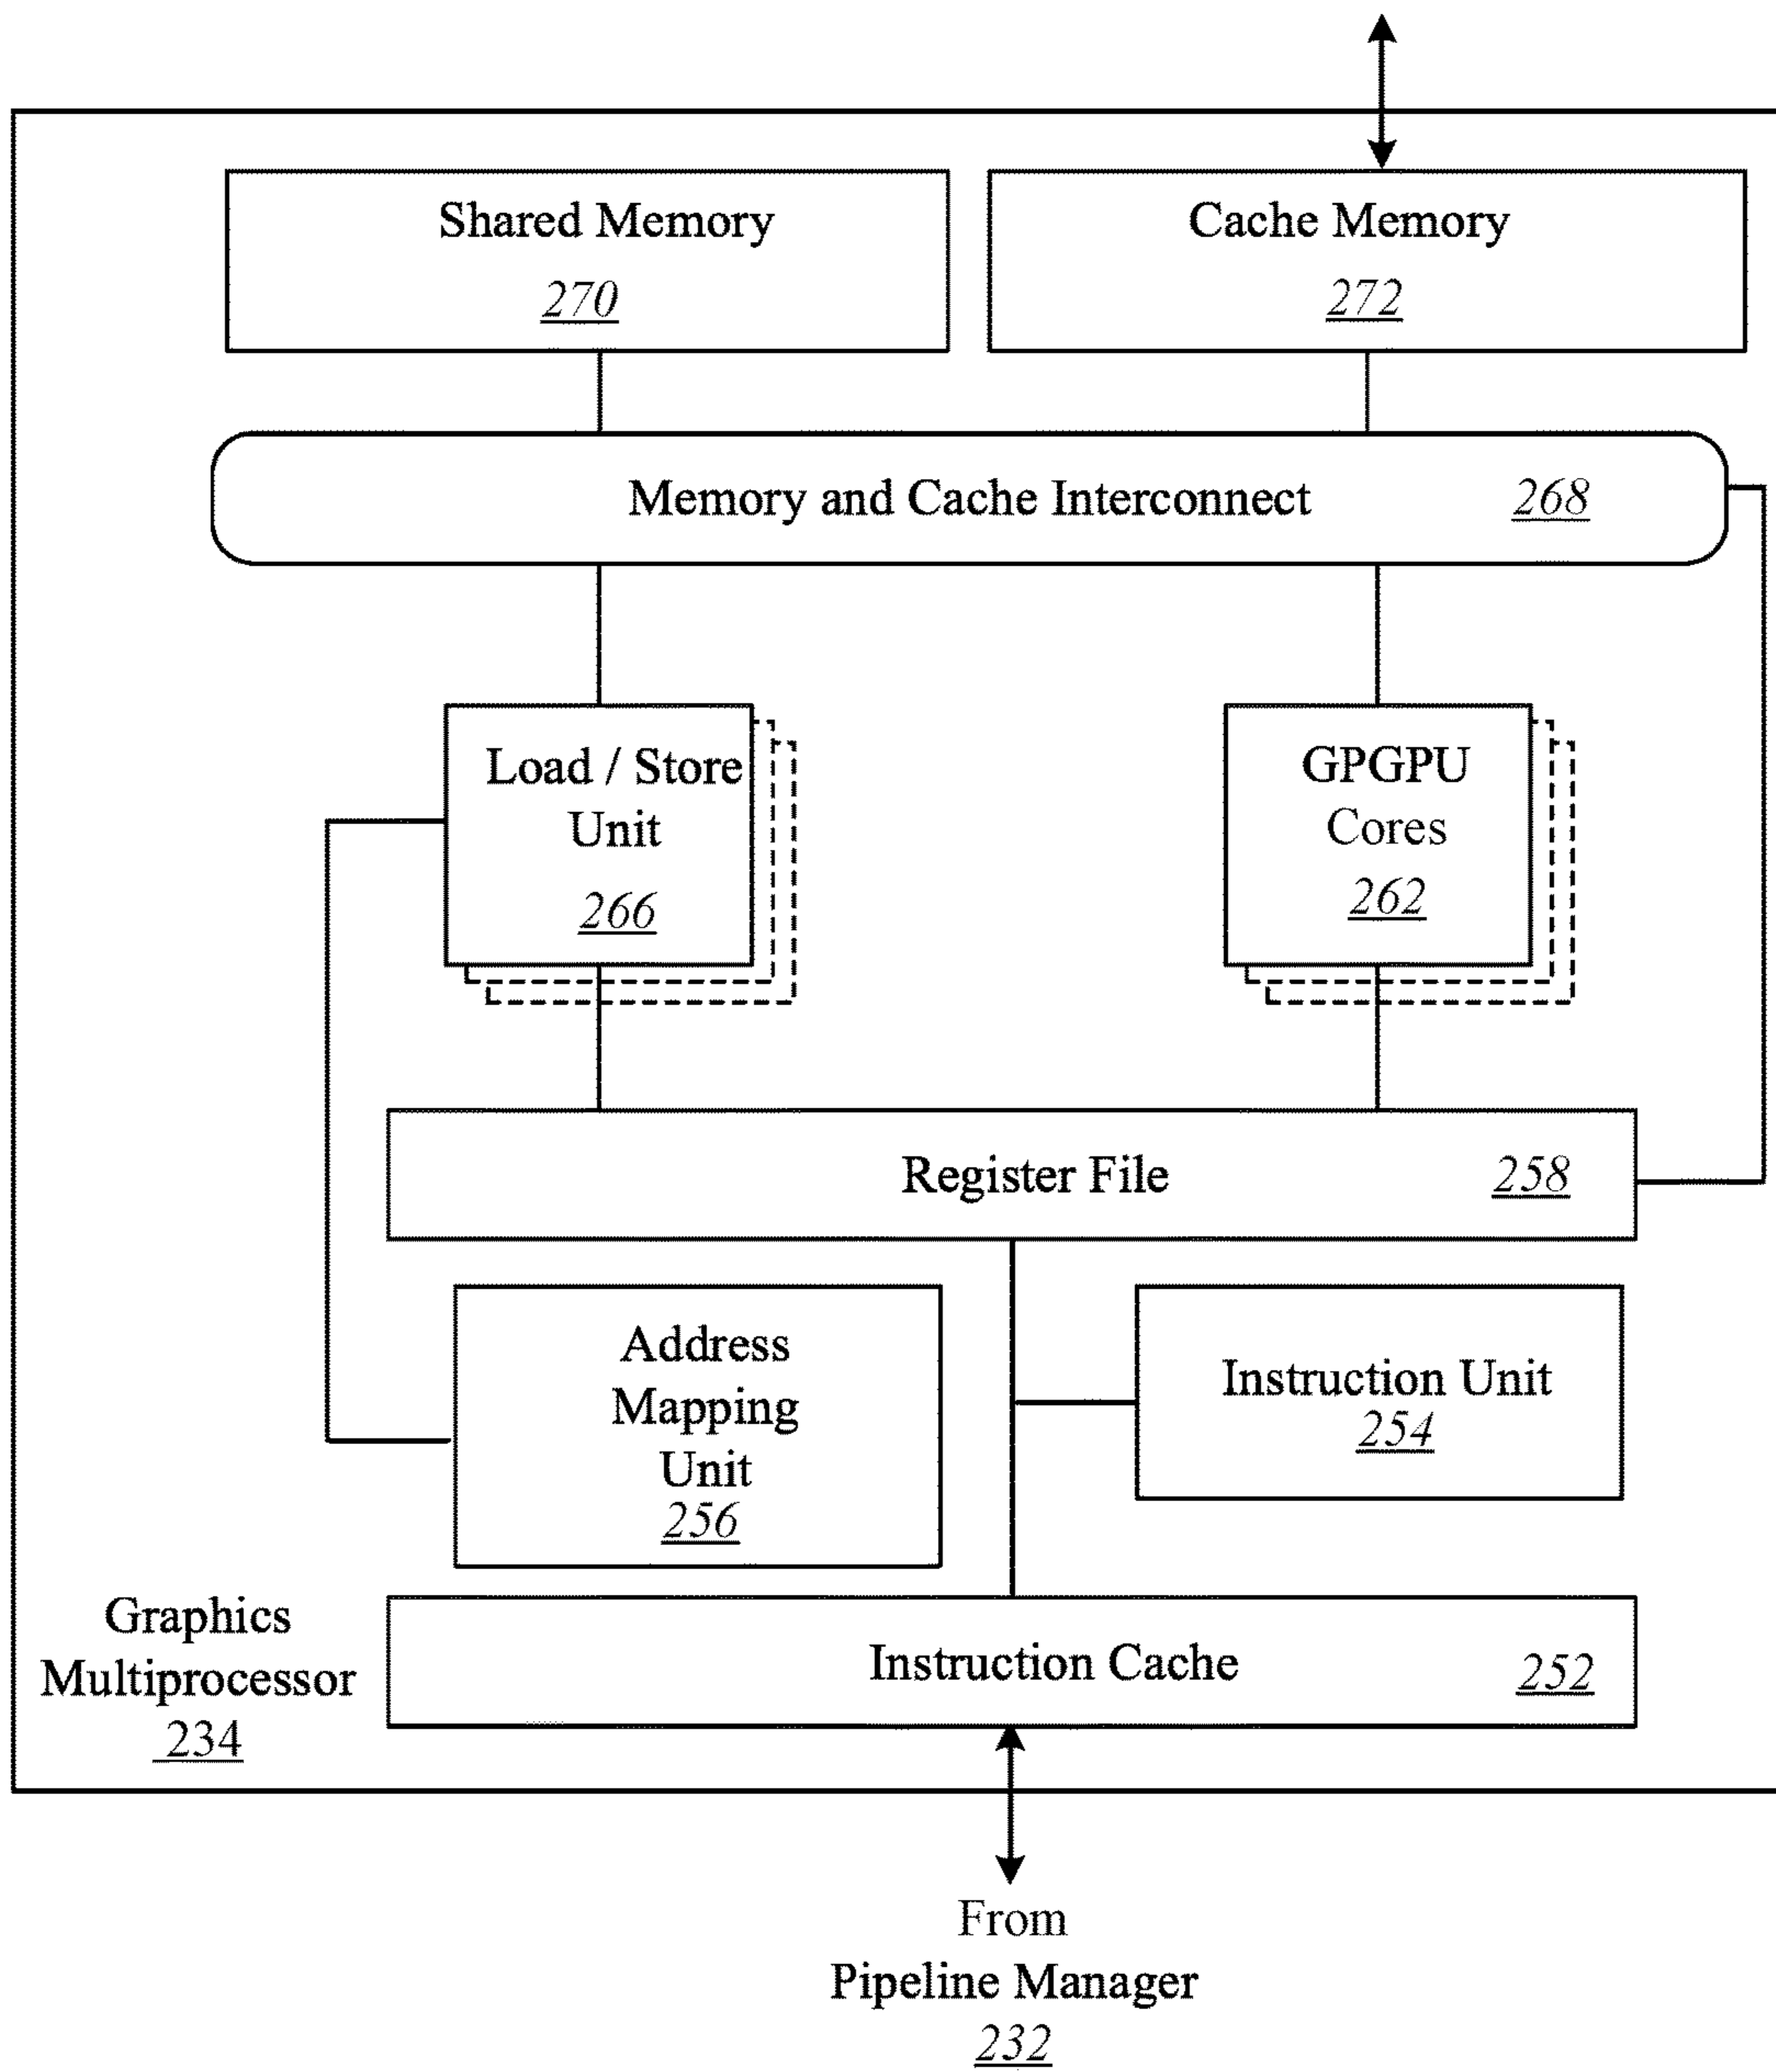 Shared Memory
270
Cache Memory
272
Memory and Cache Interconnect 268
Load / Store
Unit
266
GPGPU
Cores
262
Register File 258
Address
Mapping
Unit
256
Instruction Unit
254
Graphics
Multiprocessor
234
Instruction Cache 252
From
Pipeline Manager
232